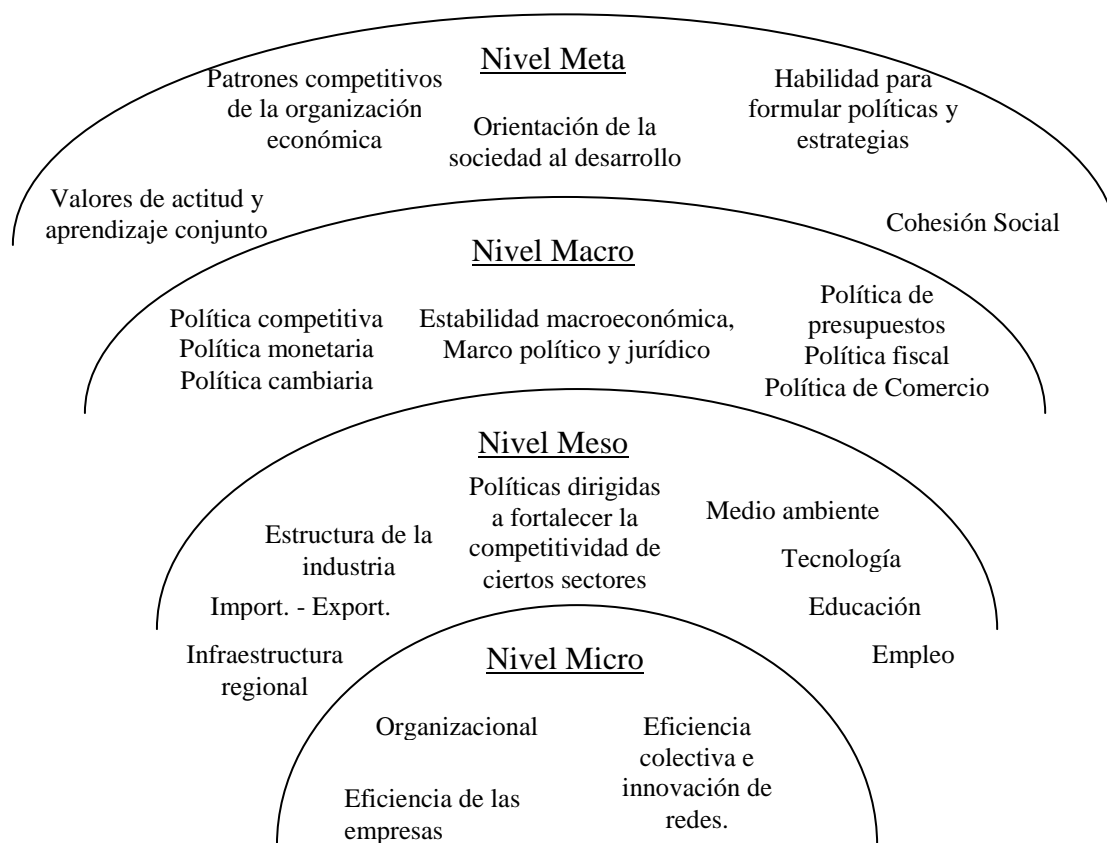 Nivel Meta
Patrones competitivos
de la organización
económica
Orientación de la
sociedad al desarrollo
Habilidad para
formular políticas y
estrategias
Valores de actitud y
aprendizaje conjunto
Cohesión Social
Nivel Macro
Política competitiva
Política monetaria
Política cambiaria
Estabilidad macroeconómica,
Marco político y jurídico
Política de
presupuestos
Política fiscal
Política de Comercio
Nivel Meso
Políticas dirigidas
a fortalecer la
competitividad de
ciertos sectores
Estructura de la
industria
Import. - Export.
Infraestructura
regional
Medio ambiente
Tecnología
Educación
Empleo
Nivel Micro
Organizacional
Eficiencia de las
empresas
Eficiencia
colectiva e
innovación de
redes.